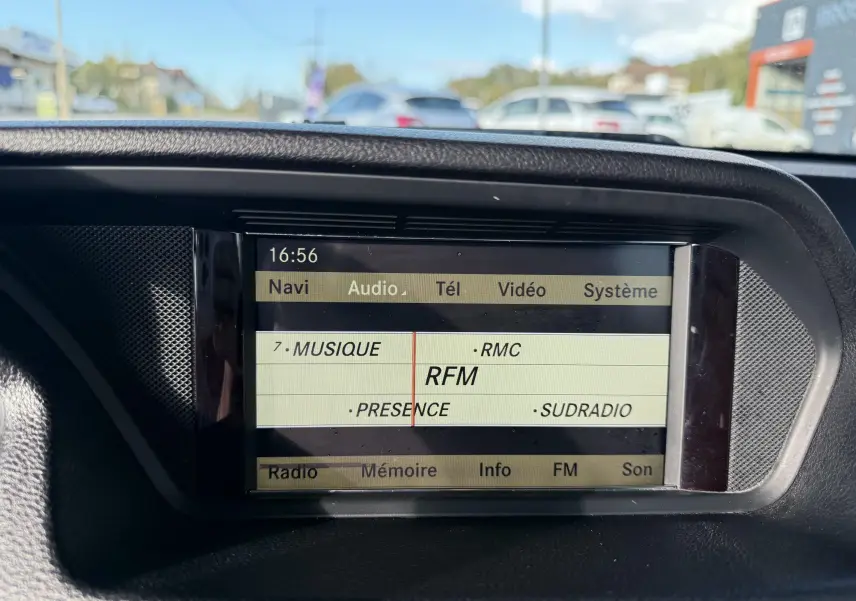 16:56
Navi Audio Tél Vidéo Système
7 · MUSIQUE · RMC
RFM
· PRESENCE · SUDRADIO
Radio Mémoire Info FM Son